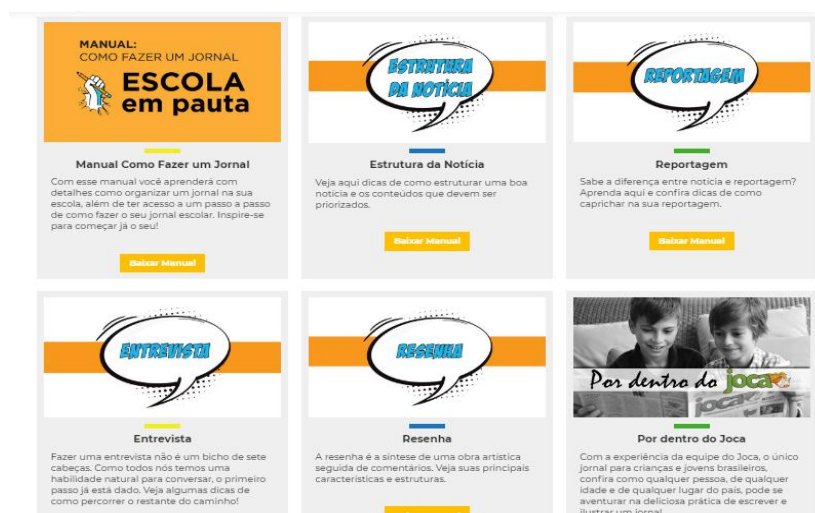 MANUAL:
COMO FAZER UM JORNAL
ESCOLA
em pauta
Manual Como Fazer um Jornal
Com esse manual você aprenderá com
detalhes como organizar um jornal na sua
escola, além de ter acesso a um passo a passo
de como fazer o seu jornal escolar. Inspire-se
para começar já o seu!
Baixar Manual
ESTRUTURA
DA NOTÍCIA
Estrutura da Notícia
Veja aqui dicas de como estruturar uma boa
notícia e os conteúdos que devem ser
priorizados.
Baixar Manual
REPORTAGEM
Reportagem
Sabe a diferença entre notícia e reportagem?
Aprenda aqui e confira dicas de como
caprichar na sua reportagem.
Baixar Manual
ENTREVISTA
Entrevista
Fazer uma entrevista não é um bicho de sete
cabeças. Como todos nós temos uma
habilidade natural para conversar, o primeiro
passo já está dado. Veja algumas dicas de
como percorrer o restante do caminho!
RESENHA
Resenha
A resenha é a síntese de uma obra artística
seguida de comentários. Veja suas principais
características e estruturas.
Por dentro do joca
joca
Por dentro do Joca
Com a experiência da equipe do Joca, o único
jornal para crianças e jovens brasileiros,
confira como qualquer pessoa, de qualquer
idade e de qualquer lugar do país, pode se
aventurar na deliciosa prática de escrever e
ilustrar um jornal